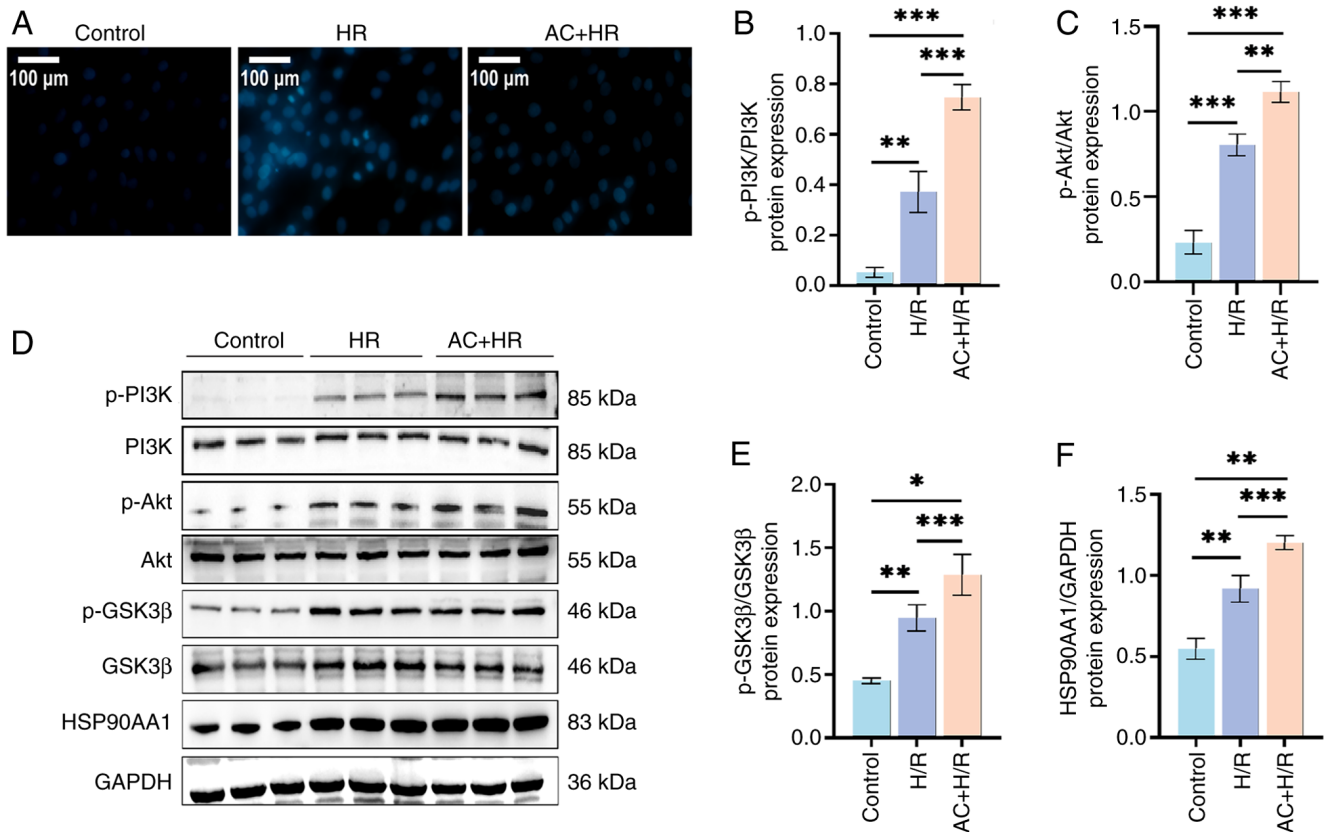 A
Control
HR
AC+HR
100 µm
100 µm
100 µm
B
***
***
**
p-PI3K/PI3K
protein expression
1.0
0.8
0.6
0.4
0.2
0.0
Control
H/R
AC+H/R
C
***
**
***
p-Akt/Akt
protein expression
1.5
1.0
0.5
0.0
Control
H/R
AC+H/R
D
Control
HR
AC+HR
p-PI3K
85 kDa
PI3K
85 kDa
p-Akt
55 kDa
Akt
55 kDa
p-GSK3β
46 kDa
GSK3β
46 kDa
HSP90AA1
83 kDa
GAPDH
36 kDa
E
*
***
**
p-GSK3β/GSK3β
protein expression
2.0
1.5
1.0
0.5
0.0
Control
H/R
AC+H/R
F
**
***
**
HSP90AA1/GAPDH
protein expression
1.5
1.0
0.5
0.0
Control
H/R
AC+H/R